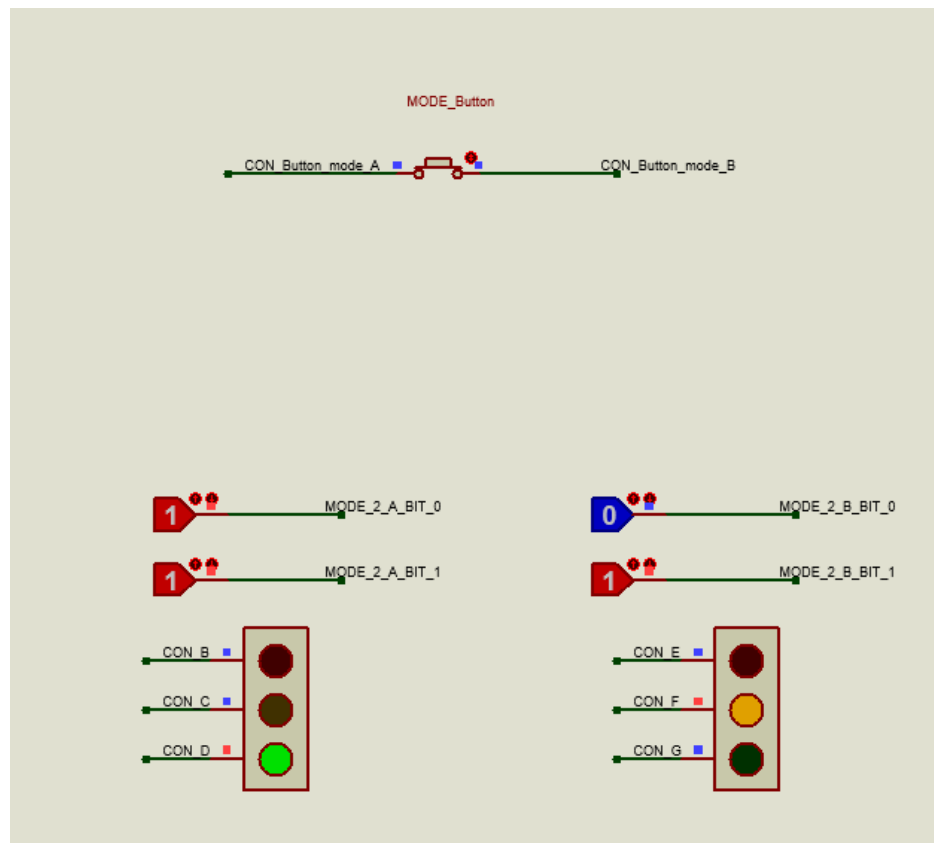 MODE_Button
CON_Button_mode_A CON_Button_mode_B
1 MODE_2_A_BIT_0 0 MODE_2_B_BIT_0
1 MODE_2_A_BIT_1 1 MODE_2_B_BIT_1
CON_B CON_E
CON_C CON_F
CON_D CON_G